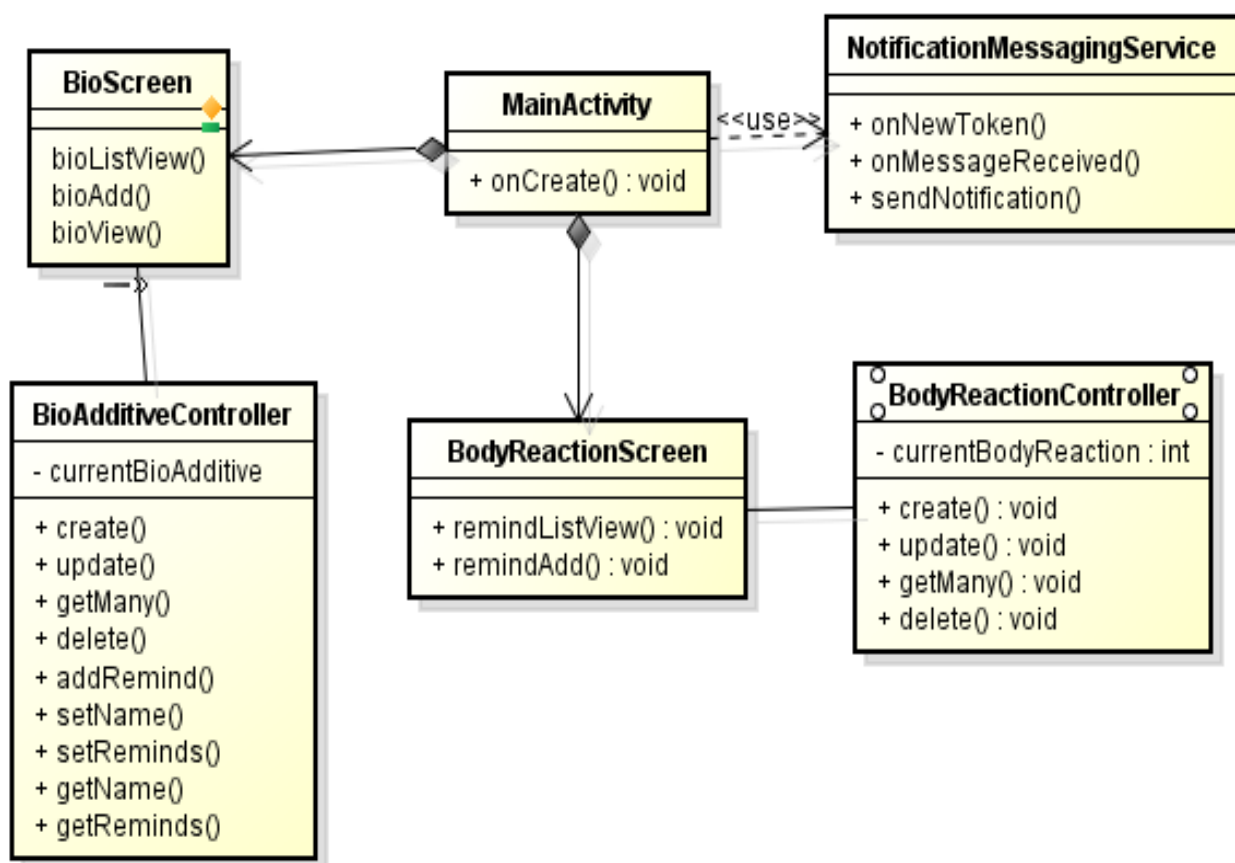 BioScreen
bioListView()
bioAdd()
bioView()
MainActivity
+ onCreate() : void
<<use>>
NotificationMessagingService
+ onNewToken()
+ onMessageReceived()
+ sendNotification()
BioAdditiveController
- currentBioAdditive
+ create()
+ update()
+ getMany()
+ delete()
+ addRemind()
+ setName()
+ setReminds()
+ getName()
+ getReminds()
BodyReactionScreen
+ remindListView() : void
+ remindAdd() : void
BodyReactionController
- currentBodyReaction : int
+ create() : void
+ update() : void
+ getMany() : void
+ delete() : void